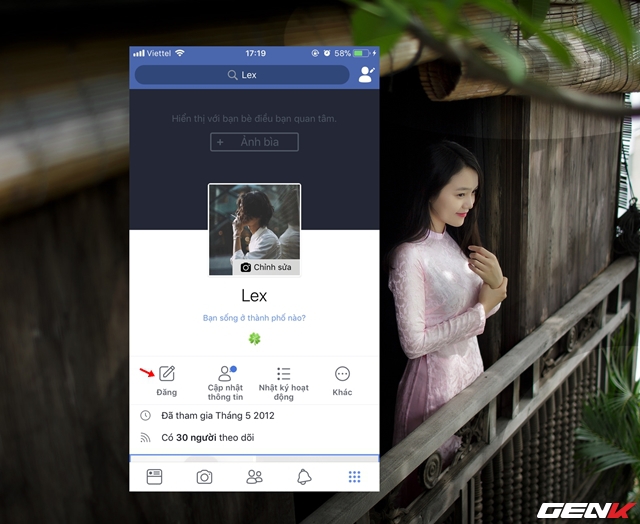 Viettel 17:19 58%
Lex
Hiển thị với bạn bè điều bạn quan tâm.
+ Ảnh bìa
Chỉnh sửa
Lex
Bạn sống ở thành phố nào?
Đăng
Cập nhật thông tin
Nhật ký hoạt động
Khác
Đã tham gia Tháng 5 2012
Có 30 người theo dõi
GENK